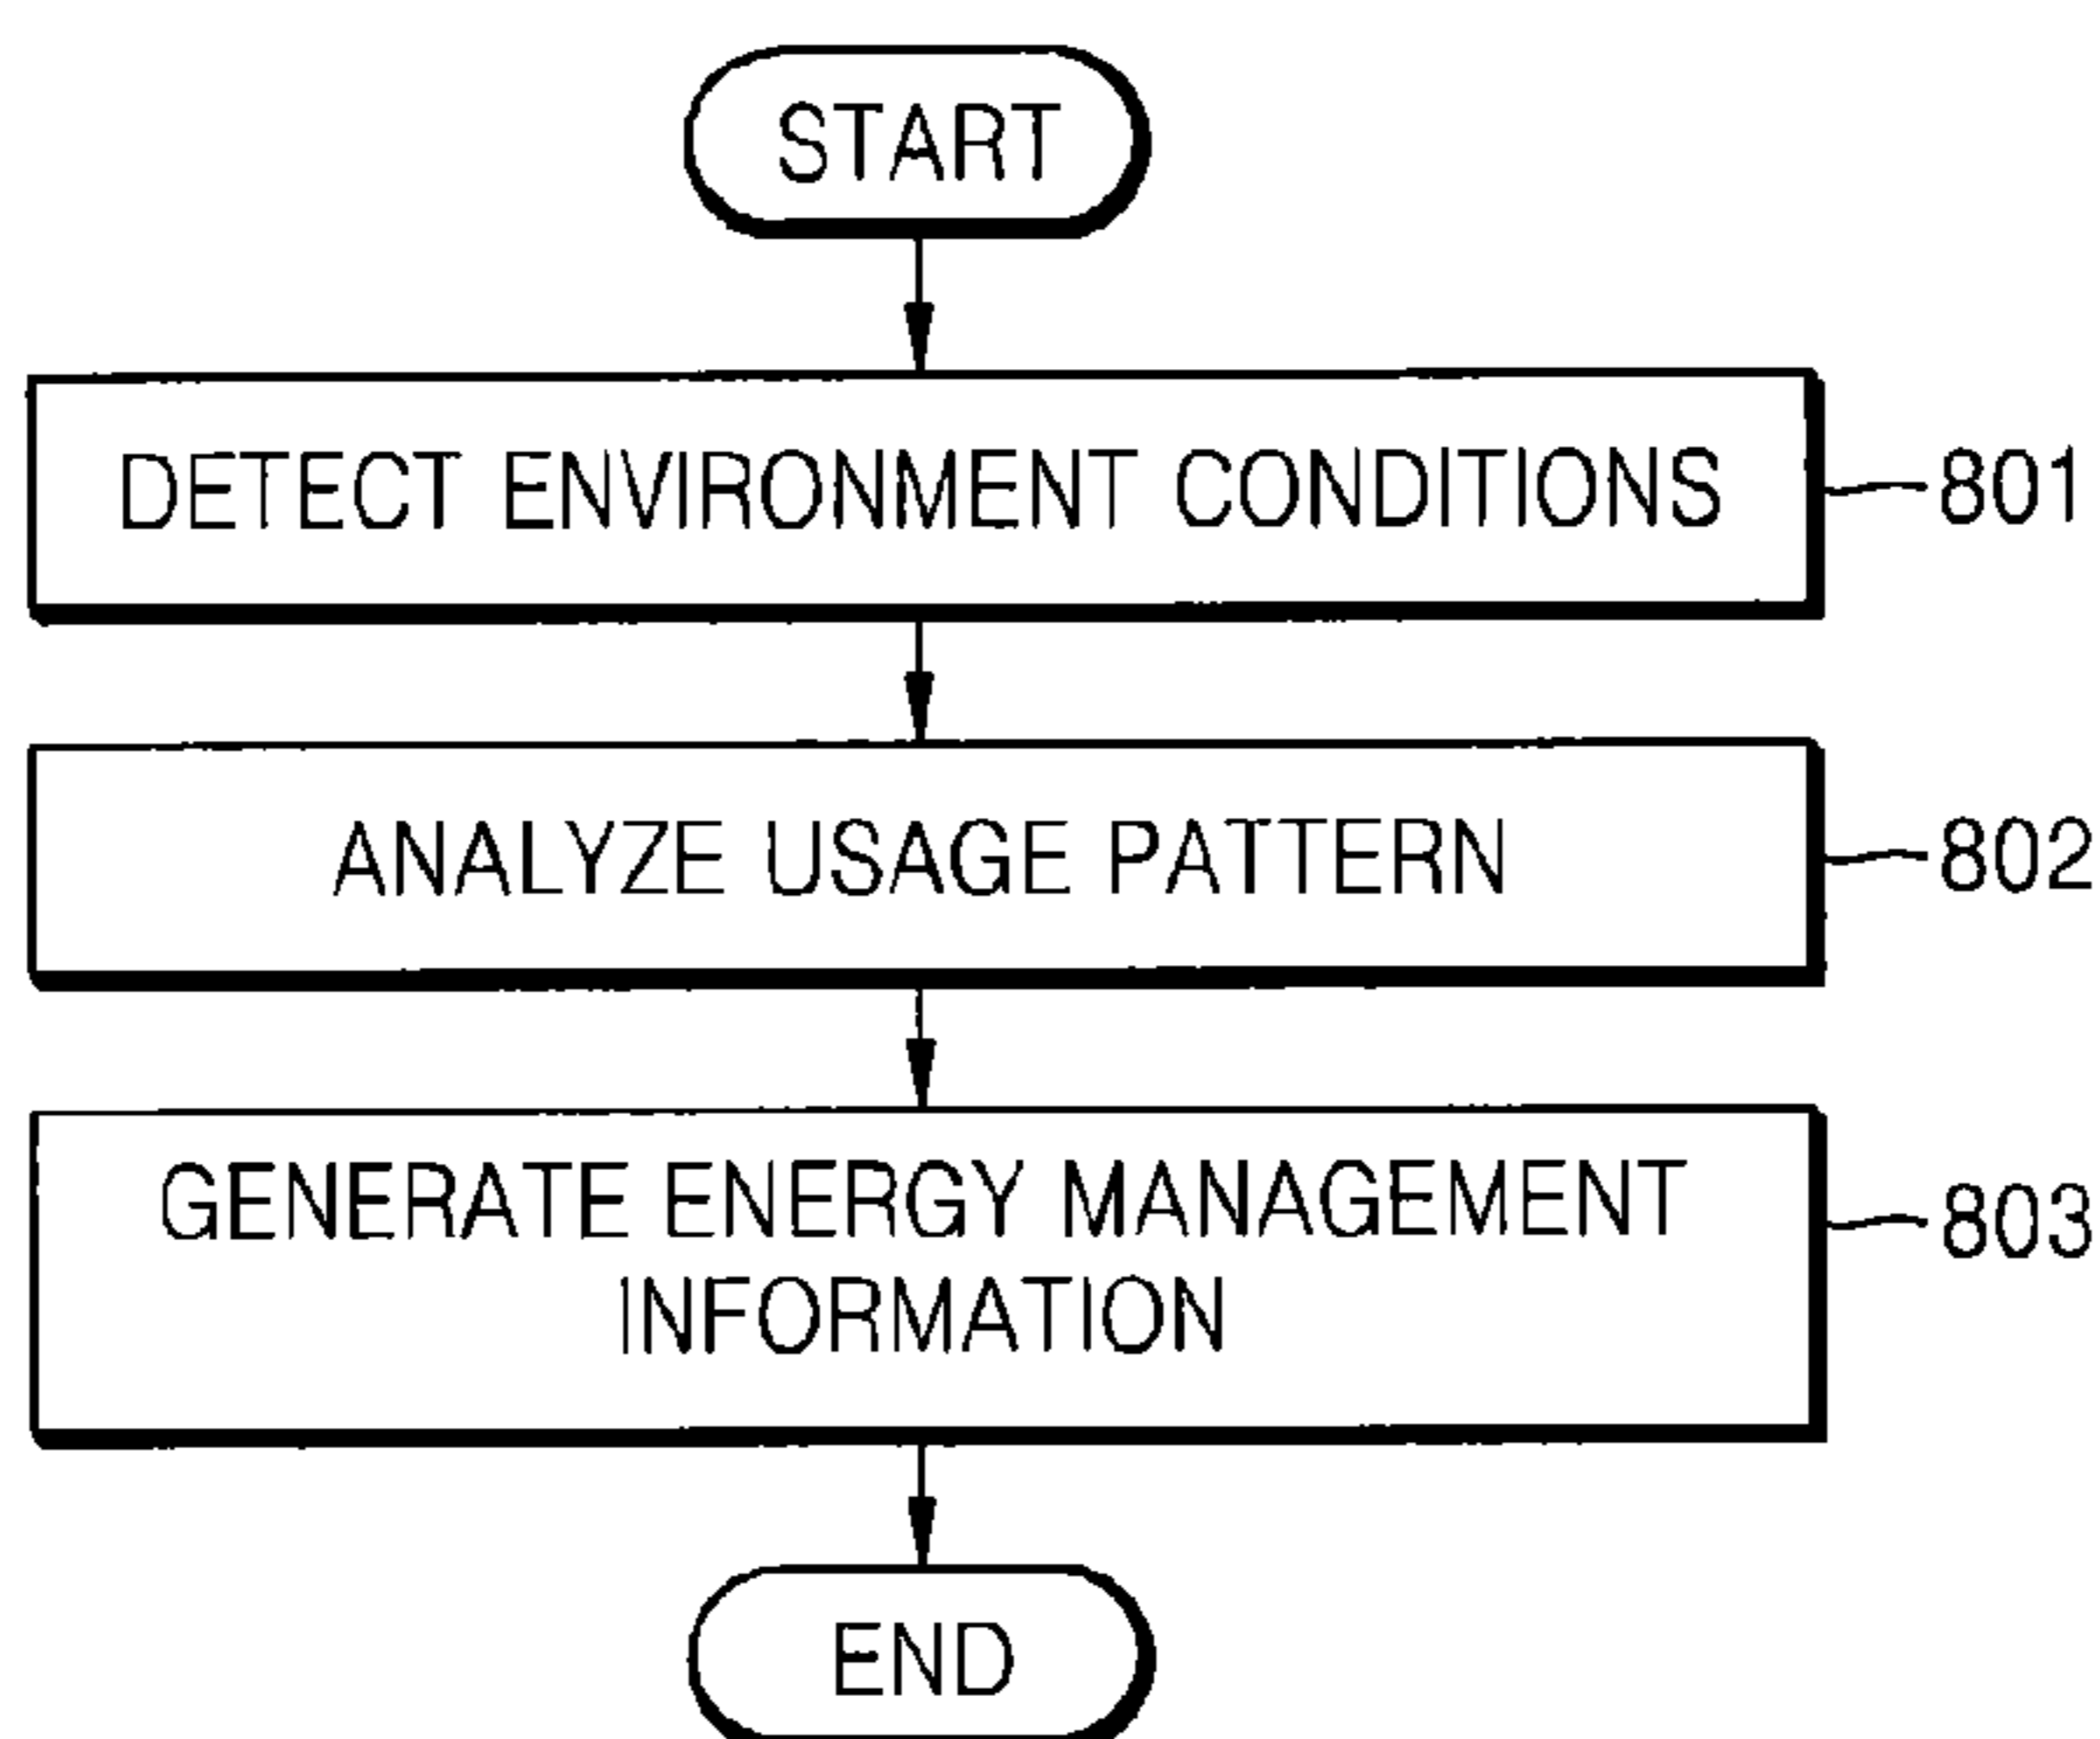 START
DETECT ENVIRONMENT CONDITIONS
801
ANALYZE USAGE PATTERN
802
GENERATE ENERGY MANAGEMENT
INFORMATION
803
END